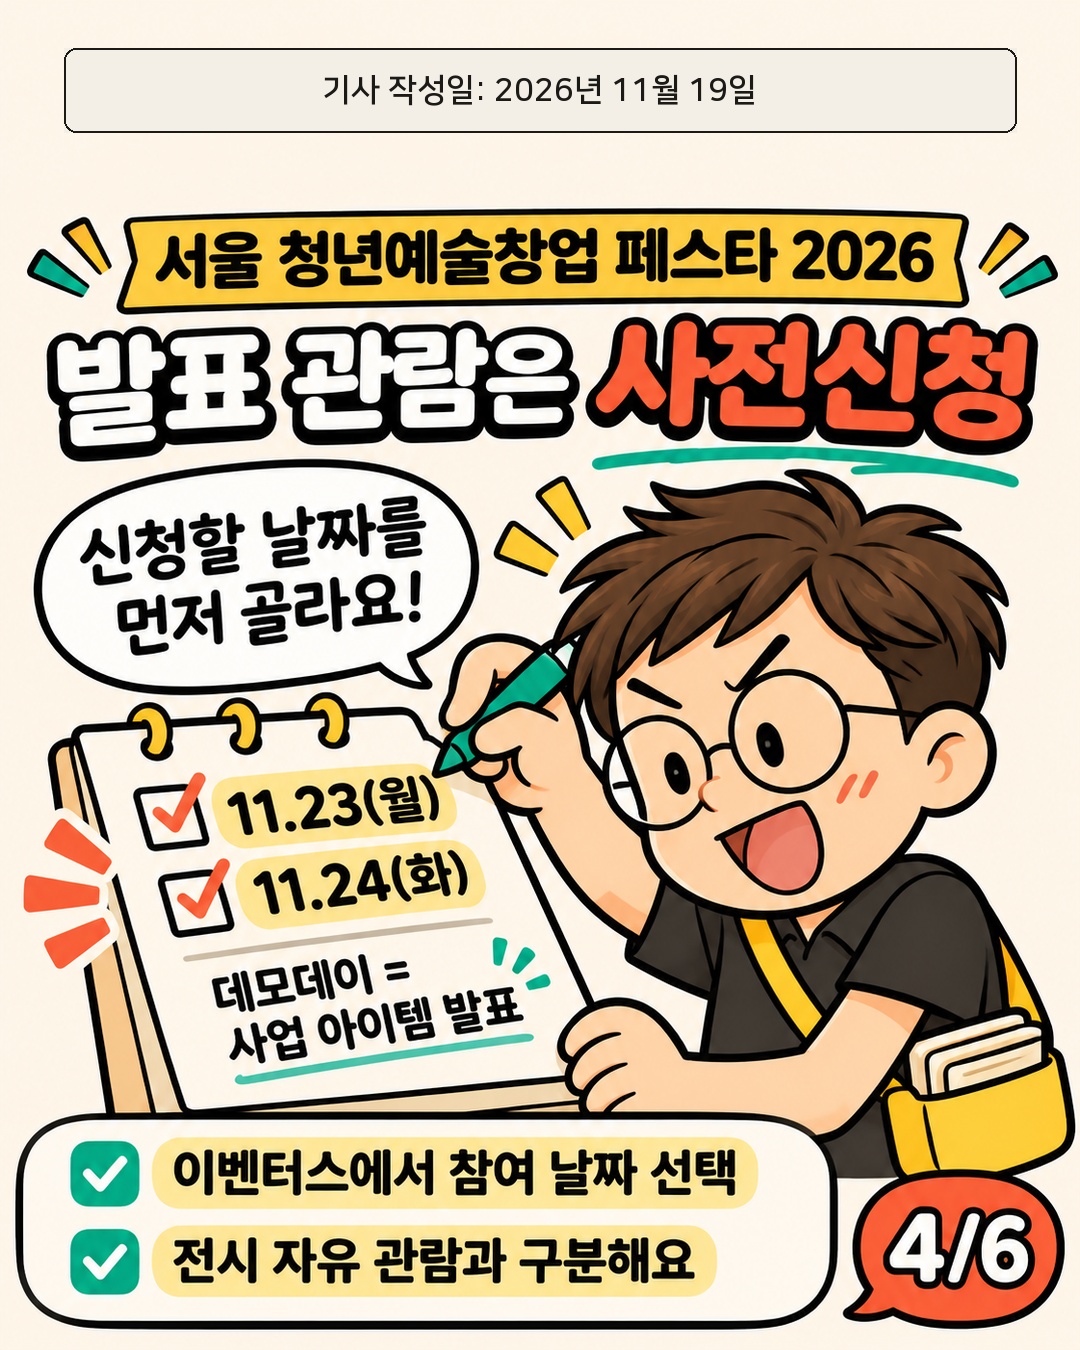 기사 작성일: 2026년 11월 19일
서울 청년예술창업 페스타 2026
발표 관람은 사전신청
신청할 날짜를
먼저 골라요!
11.23(월)
11.24(화)
데모데이 =
사업 아이템 발표
이벤터스에서 참여 날짜 선택
전시 자유 관람과 구분해요
4/6